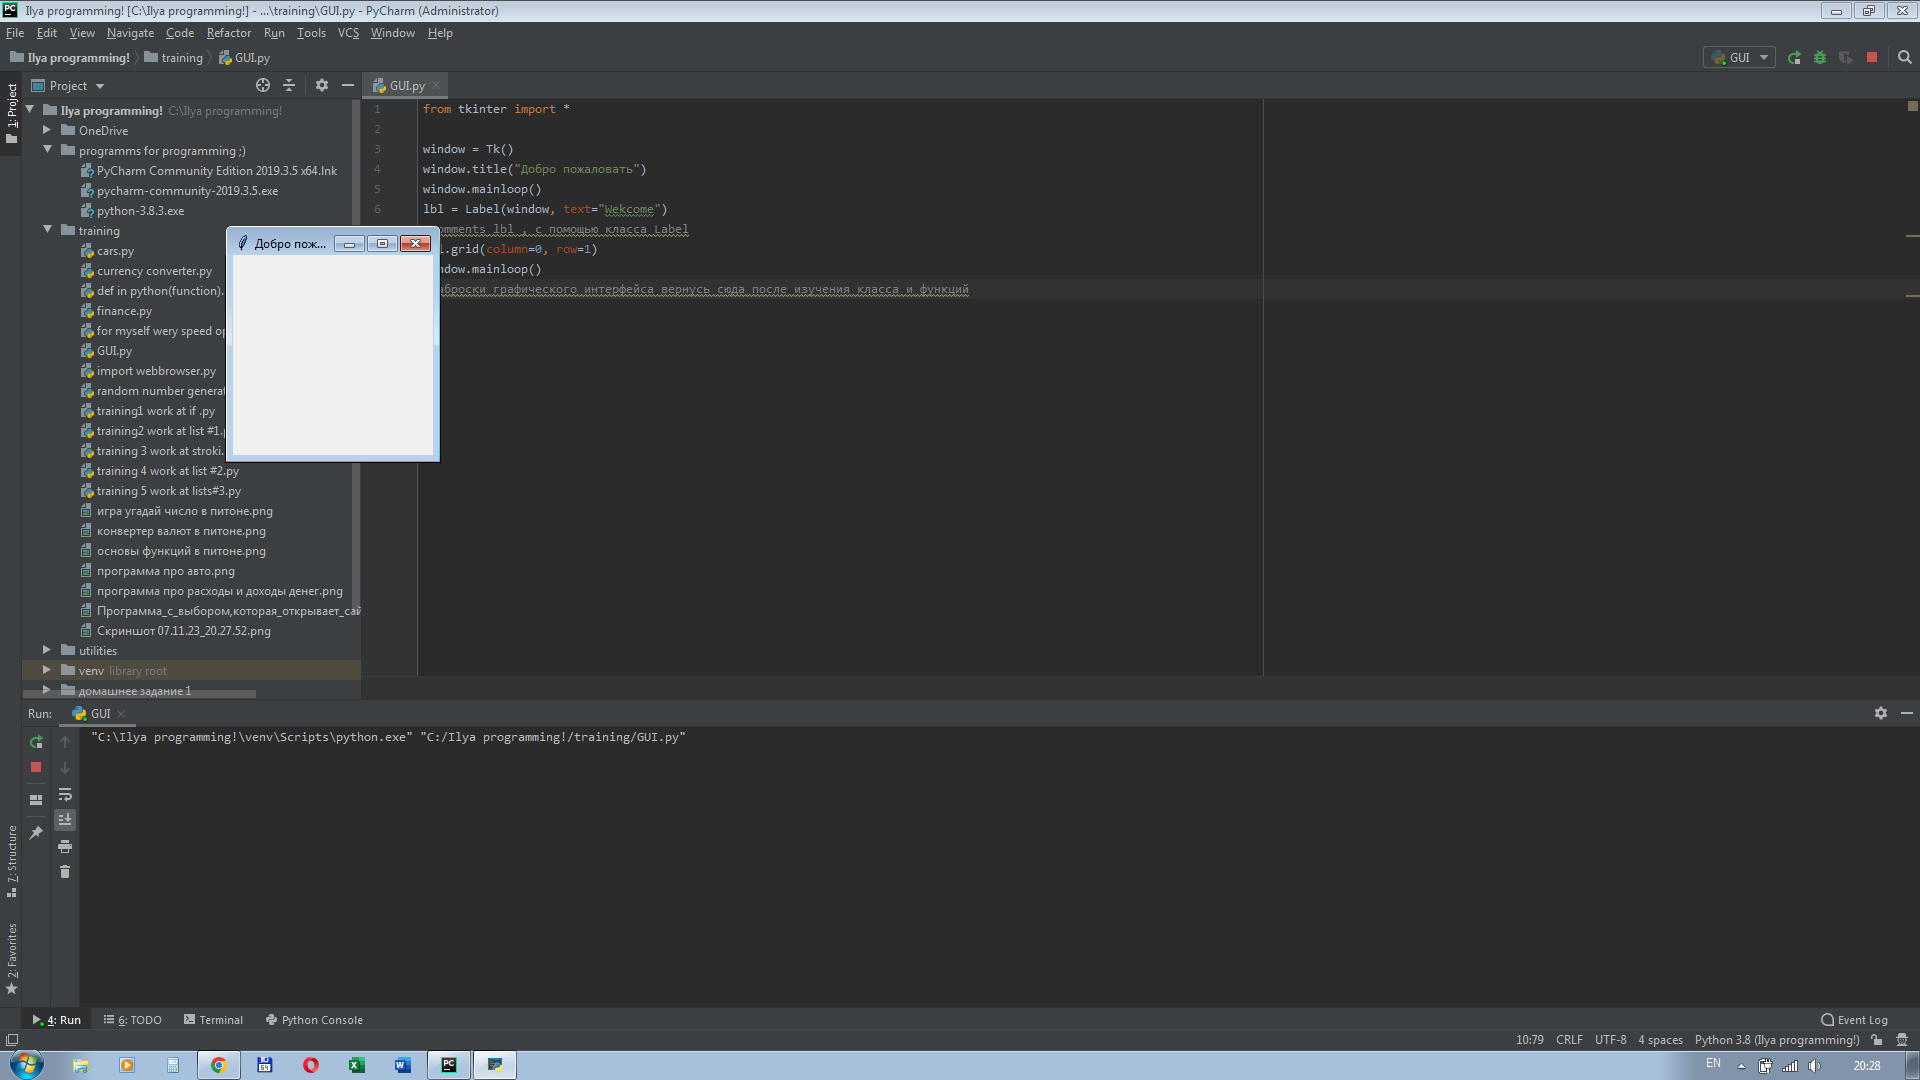 Ilya programming! [C:\Ilya programming!] - ...\training\GUI.py - PyCharm (Administrator)
File Edit View Navigate Code Refactor Run Tools VCS Window Help
Ilya programming! training GUI.py
GUI
Project
GUI.py
1: Project
Ilya programming! C:\Ilya programming!
OneDrive
programms for programming ;)
PyCharm Community Edition 2019.3.5 x64.lnk
pycharm-community-2019.3.5.exe
python-3.8.3.exe
training
cars.py
currency converter.py
def in python(function).
finance.py
for myself wery speed
GUI.py
import webbrowser.py
random number
training1 work at if .py
training2 work at list #1.
training 3 work at stroki.
training 4 work at list #2.py
training 5 work at lists#3.py
игра угадай число в питоне.png
конвертер валют в питоне.png
основы функций в питоне.png
программа про авто.png
программа про расходы и доходы денег.png
Программа_с_выбором,которая_открывает_сай
Скриншот 07.11.23_20.27.52.png
utilities
venv library root
домашнее задание 1
1 from tkinter import *
2
3 window = Tk()
4 window.title("Добро пожаловать")
5 window.mainloop()
6 lbl = Label(window, text="Wekcome")
omments lbl , с помощью класса Label
.grid(column=0, row=1)
ndow.mainloop()
аброски графического интерфейса вернусь сюда после изучения класса и функций
Добро пож...
Run: GUI
"C:\Ilya programming!\venv\Scripts\python.exe" "C:/Ilya programming!/training/GUI.py"
7: Structure
2: Favorites
4: Run 6: TODO Terminal Python Console Event Log
10:79 CRLF UTF-8 4 spaces Python 3.8 (Ilya programming!)
PC
EN 20:28